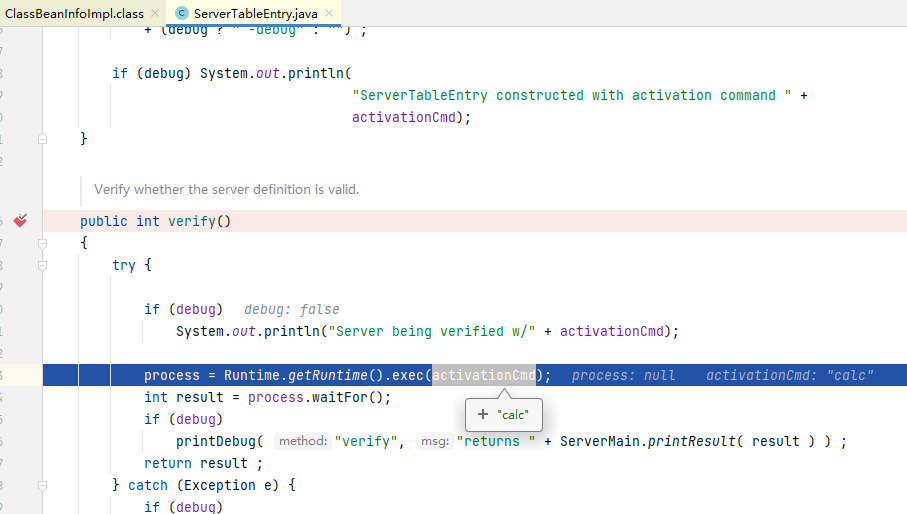 ClassBeanInfoImpl.class × ServerTableEntry.java ×
+ (debug ? " -debug" : "") ;
if (debug) System.out.println(
"ServerTableEntry constructed with activation command " +
activationCmd);
}
Verify whether the server definition is valid.
public int verify()
{
try {
if (debug) debug: false
System.out.println("Server being verified w/" + activationCmd);
process = Runtime.getRuntime().exec(activationCmd); process: null activationCmd: "calc"
int result = process.waitFor();
+ "calc"
if (debug)
printDebug( method: "verify", msg: "returns " + ServerMain.printResult( result ) ) ;
return result ;
} catch (Exception e) {
if (debug)